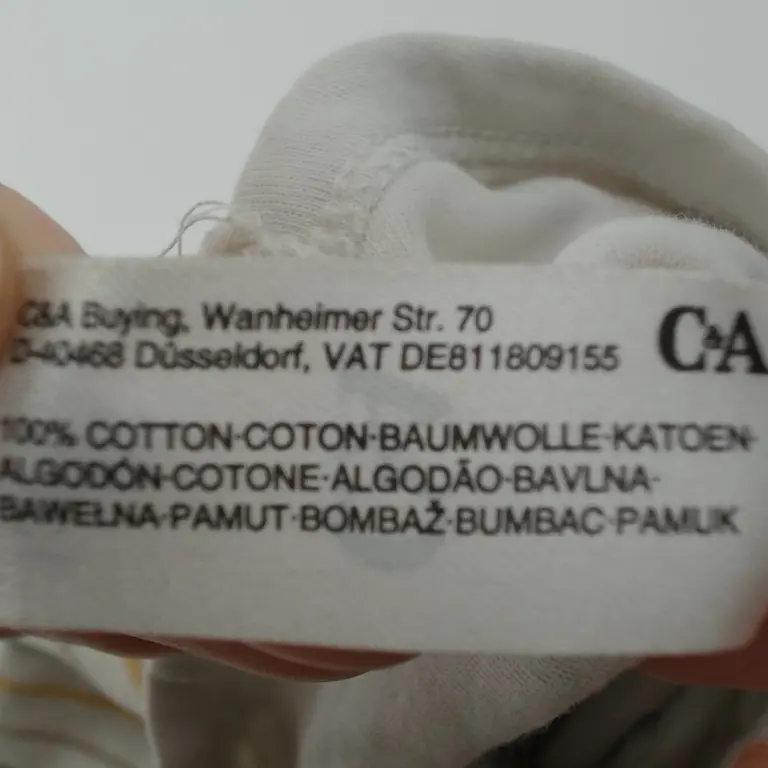 C&A Buying, Wanheimer Str. 70
D-40468 Düsseldorf, VAT DE811809155
C&A
100% COTTON·COTON·BAUMWOLLE·KATOEN·
ALGODÓN·COTONE·ALGODÃO·BAVLNA·
BAWEŁNA·PAMUT·BOMBAŽ·BUMBAC·PAMUK